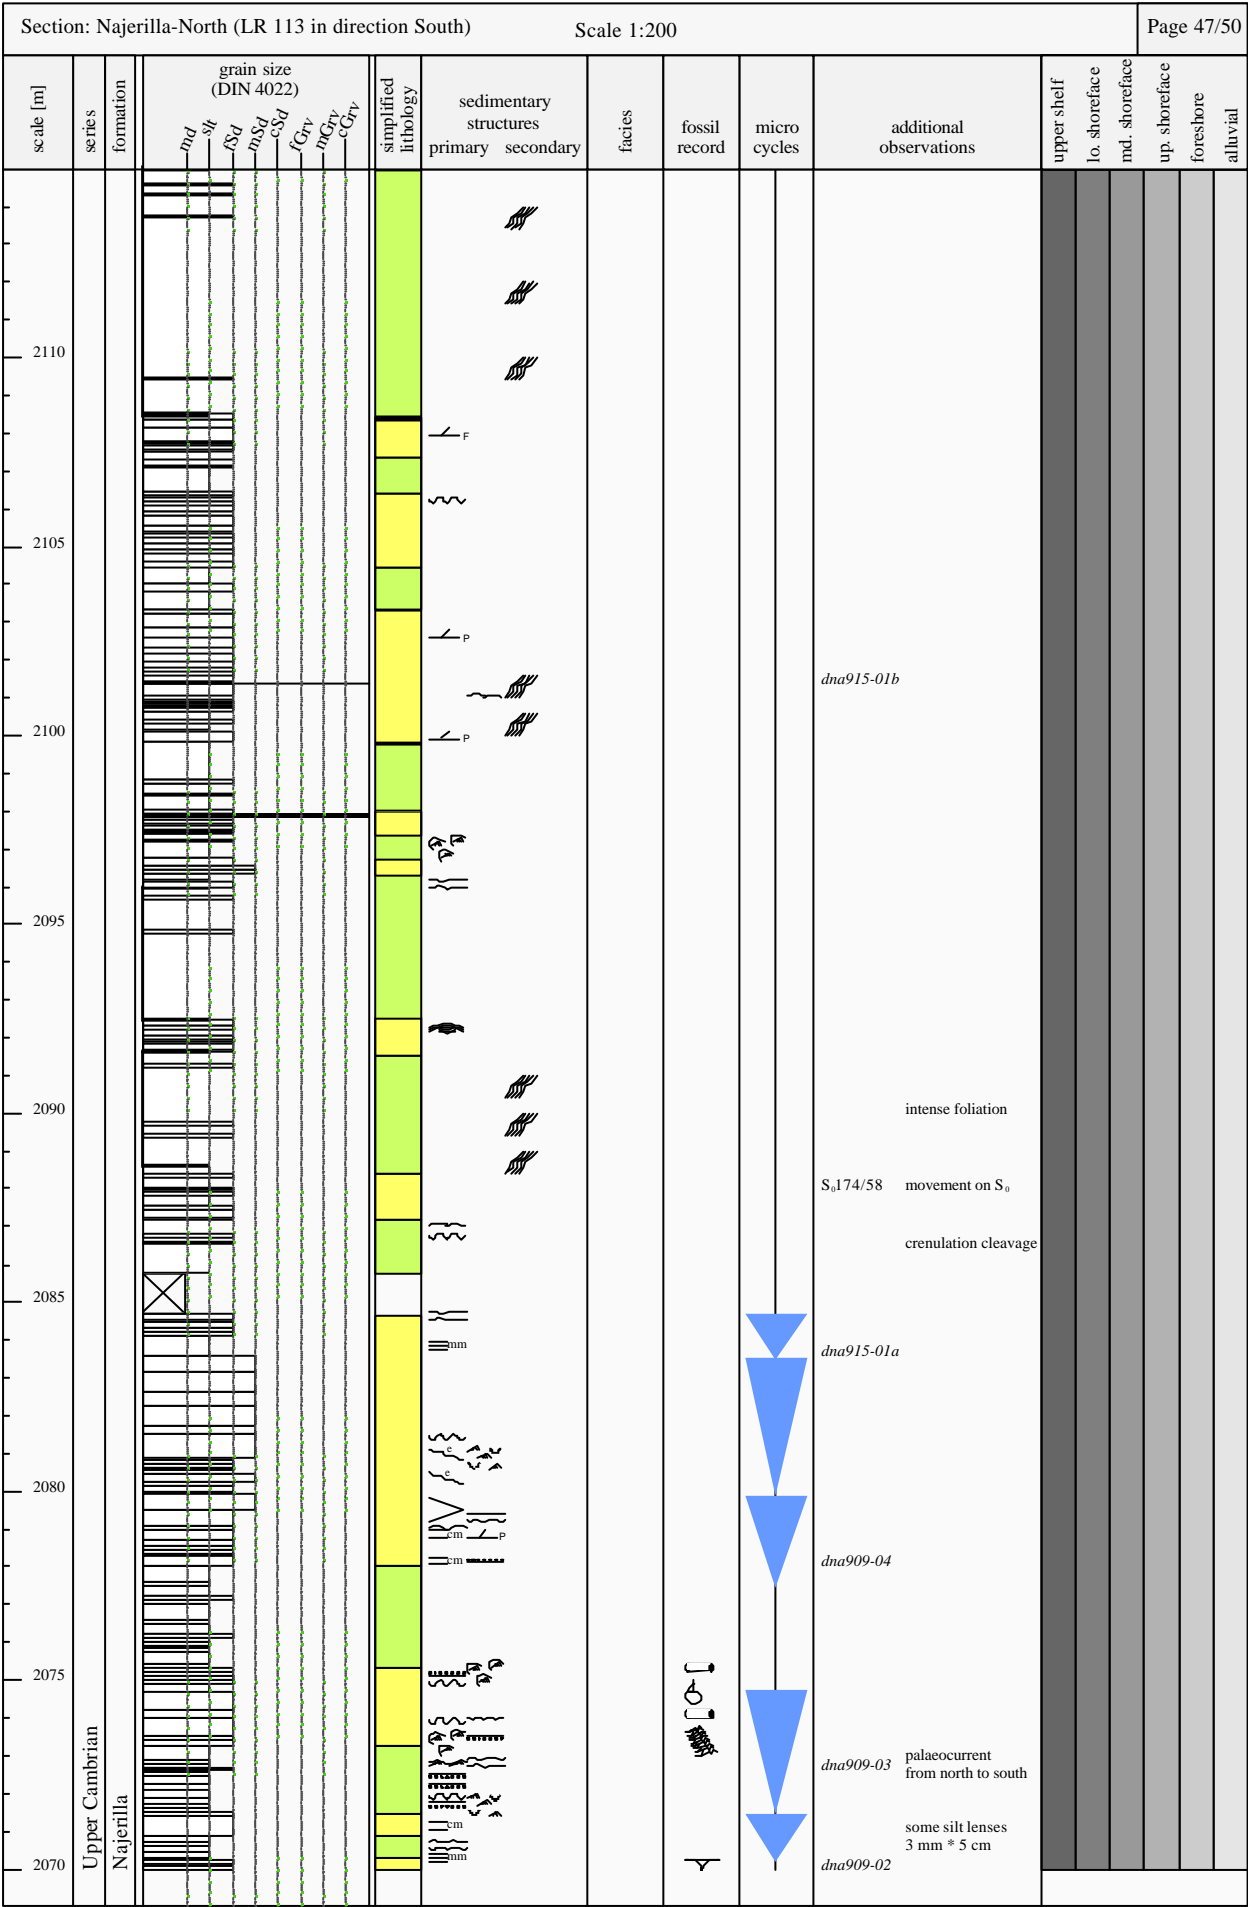 Section: Najerilla-North (LR 113 in direction South)
Scale 1:200
Page 47/50
scale [m]
series
formation
grain size
(DIN 4022)
md
slt
fSd
mSd
cSd
fGrv
mGrv
cGrv
simplified
lithology
sedimentary
structures
primary secondary
facies
fossil
record
micro
cycles
additional
observations
upper shelf
lo. shoreface
md. shoreface
up. shoreface
foreshore
alluvial
2110
F
2105
P
dna915-01b
2100
P
2095
2090
intense foliation
S₀174/58 movement on S₀
crenulation cleavage
2085
mm
dna915-01a
e
e
2080
cm
P
cm
dna909-04
2075
Upper Cambrian
Najerilla
dna909-03
palaeocurrent
from north to south
cm
some silt lenses
3 mm * 5 cm
mm
2070
dna909-02